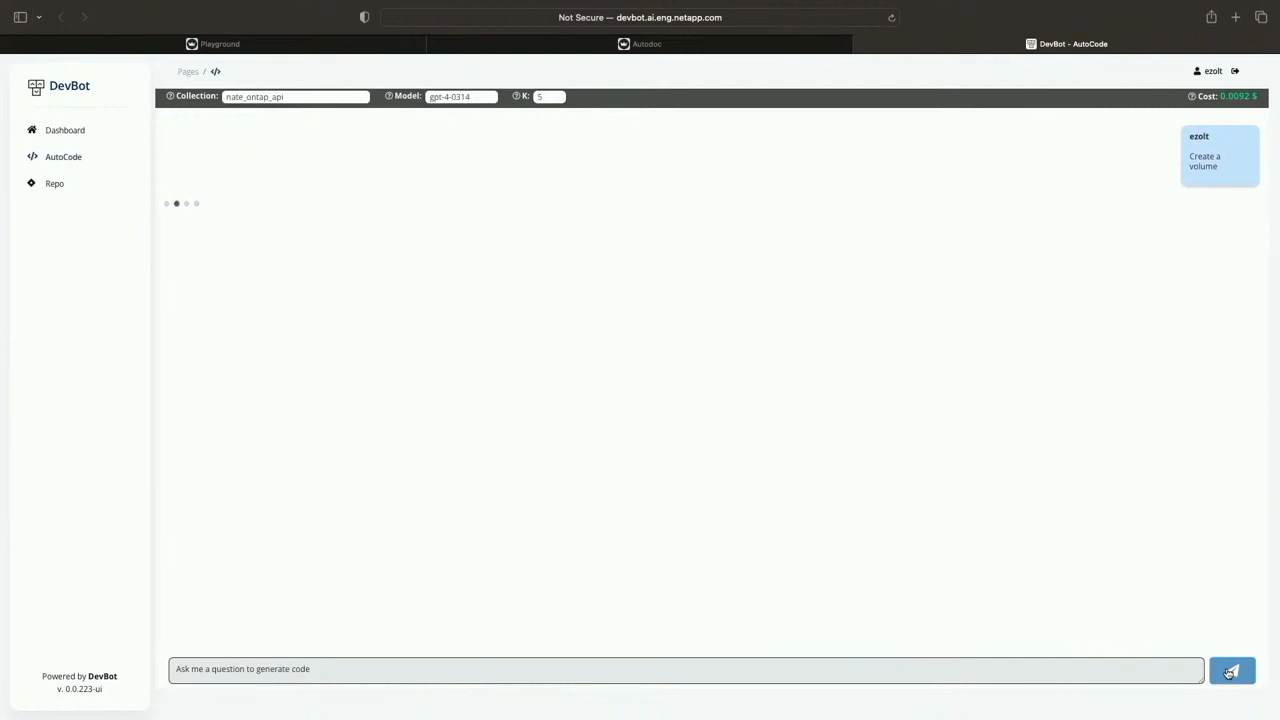 Not Secure — devbot.ai.eng.netapp.com
Playground
Autodoc
DevBot - AutoCode
DevBot
Pages /
ezolt
Collection: nate_ontap_api
Model: gpt-4-0314
K: 5
Cost: 0.0092 $
Dashboard
AutoCode
Repo
ezolt
Create a
volume
Ask me a question to generate code
Powered by DevBot
v. 0.0.223-ui